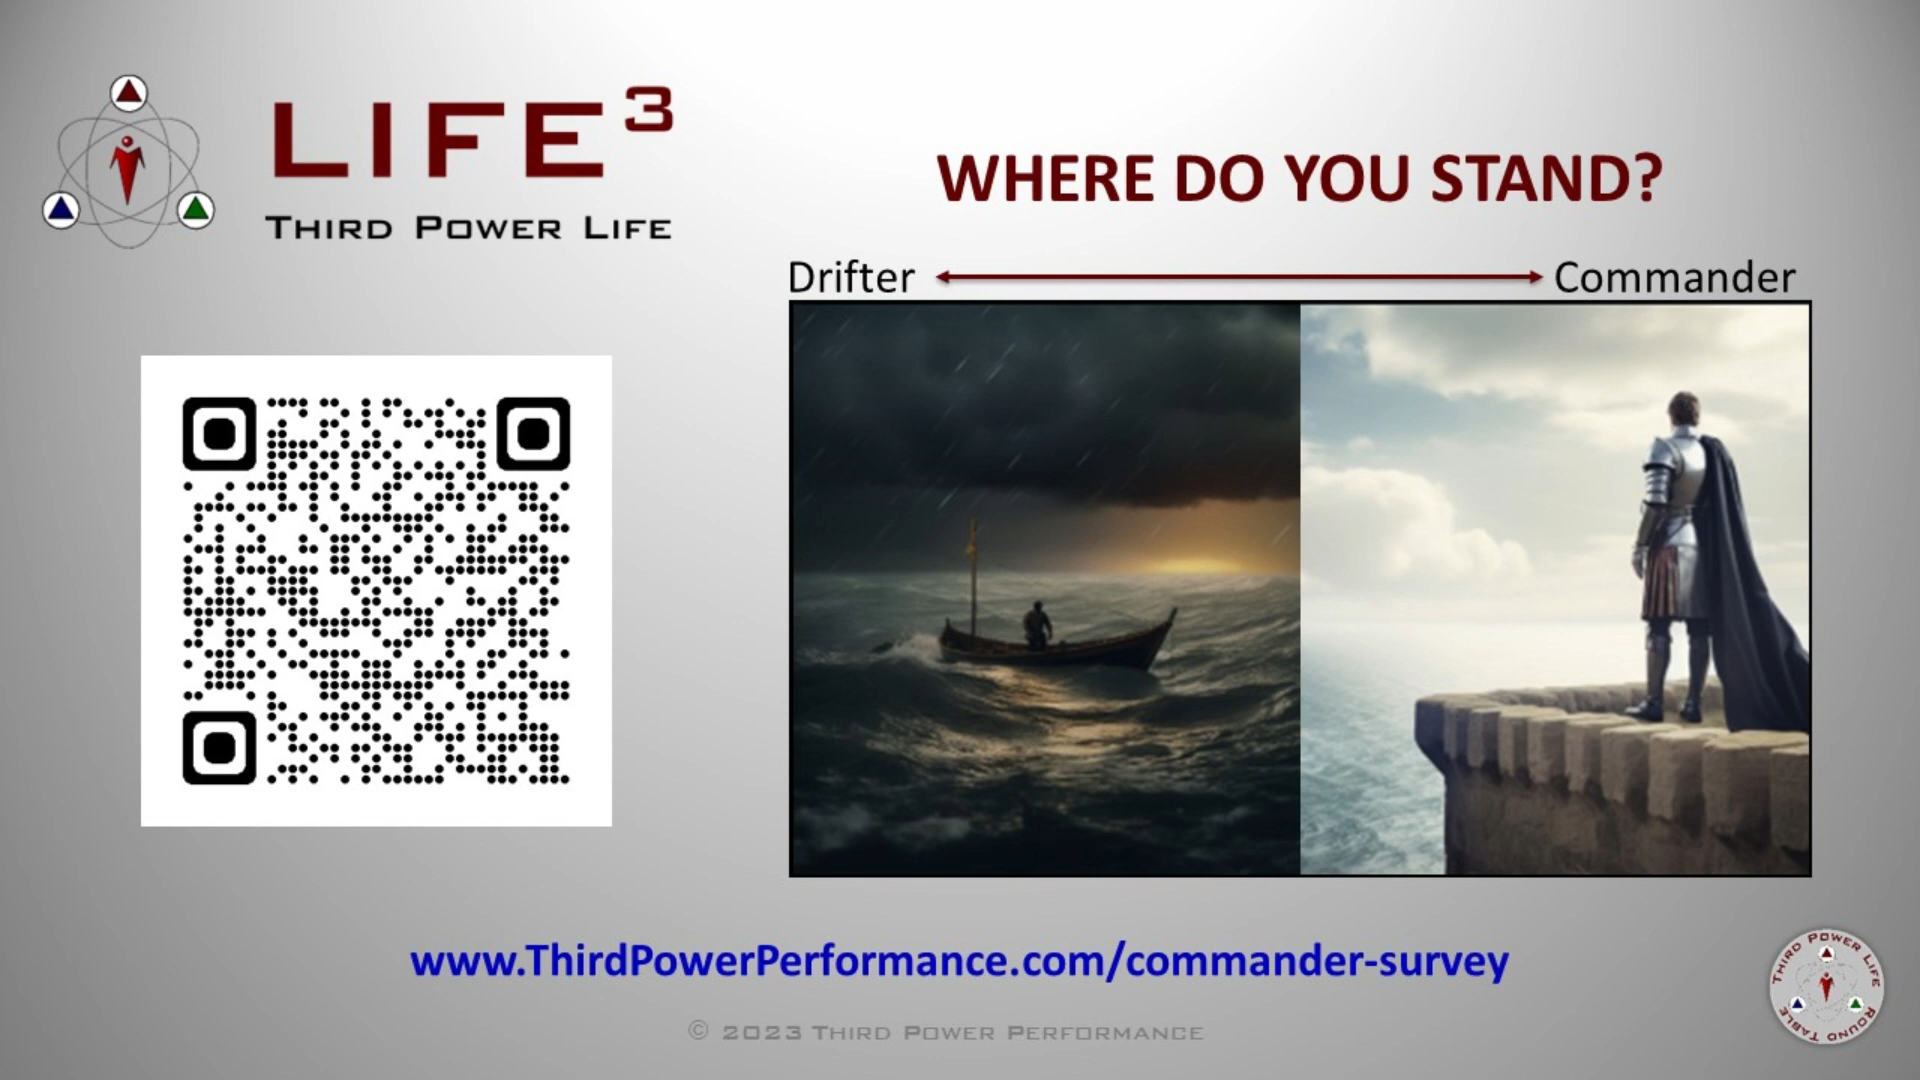 LIFE³
THIRD POWER LIFE
WHERE DO YOU STAND?
Drifter
Commander
www.ThirdPowerPerformance.com/commander-survey
© 2023 THIRD POWER PERFORMANCE
THIRD POWER LIFE
ROUND TABLE